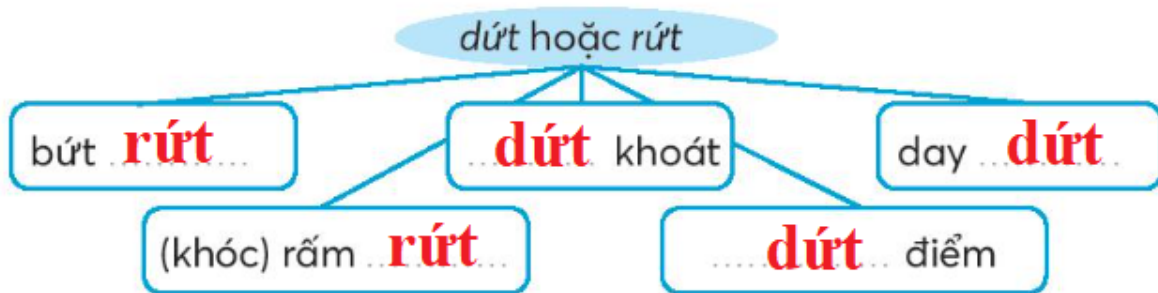 dứt hoặc rứt
bứt rứt
dứt khoát
day dứt
(khóc) rấm rứt
dứt điểm